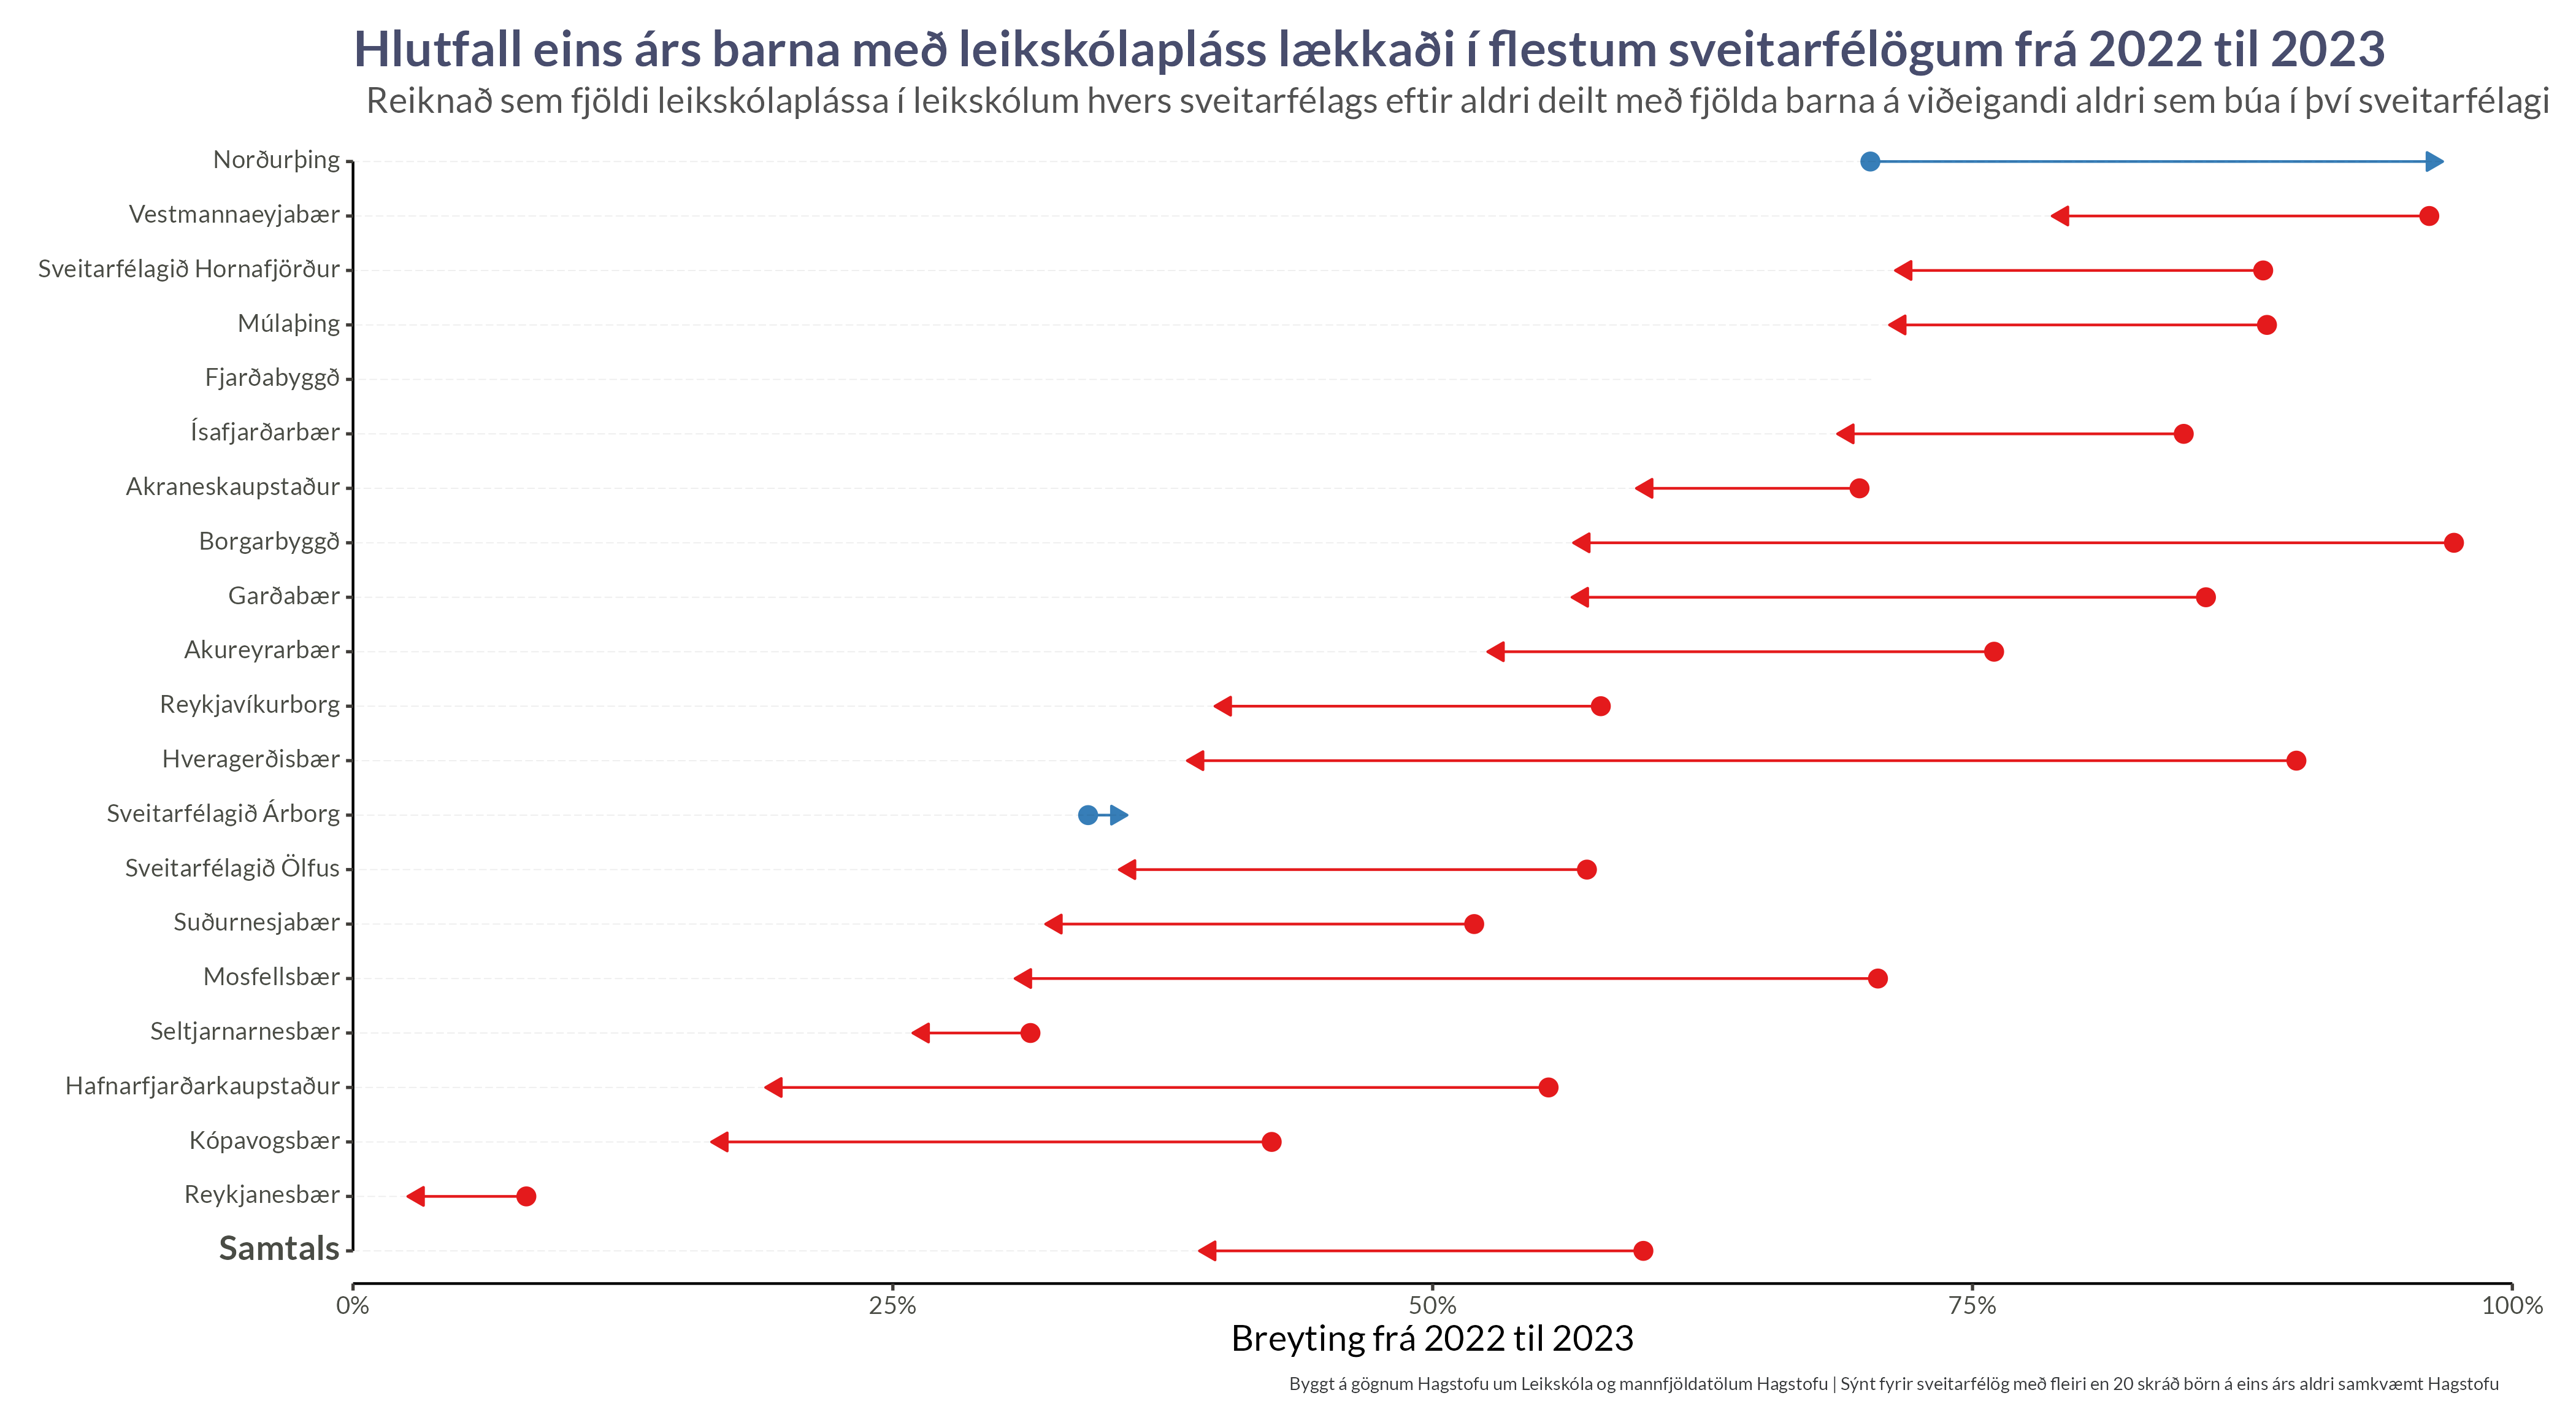 Hlutfall eins árs barna með leikskólapláss lækkaði í flestum sveitarfélögum frá 2022 til 2023
Reiknað sem fjöldi leikskólaplássa í leikskólum hvers sveitarfélags eftir aldri deilt með fjölda barna á viðeigandi aldri sem búa í því sveitarfélagi
Norðurþing
Vestmannaeyjabær
Sveitarfélagið Hornafjörður
Múlaþing
Fjarðabyggð
Ísafjarðarbær
Akraneskaupstaður
Borgarbyggð
Garðabær
Akureyrarbær
Reykjavíkurborg
Hveragerðisbær
Sveitarfélagið Árborg
Sveitarfélagið Ölfus
Suðurnesjabær
Mosfellsbær
Seltjarnarnesbær
Hafnarfjarðarkaupstaður
Kópavogsbær
Reykjanesbær
Samtals
0% 25% 50% 75% 100%
Breyting frá 2022 til 2023
Byggt á gögnum Hagstofu um Leikskóla og mannfjöldatölum Hagstofu | Sýnt fyrir sveitarfélög með fleiri en 20 skráð börn á eins árs aldri samkvæmt Hagstofu